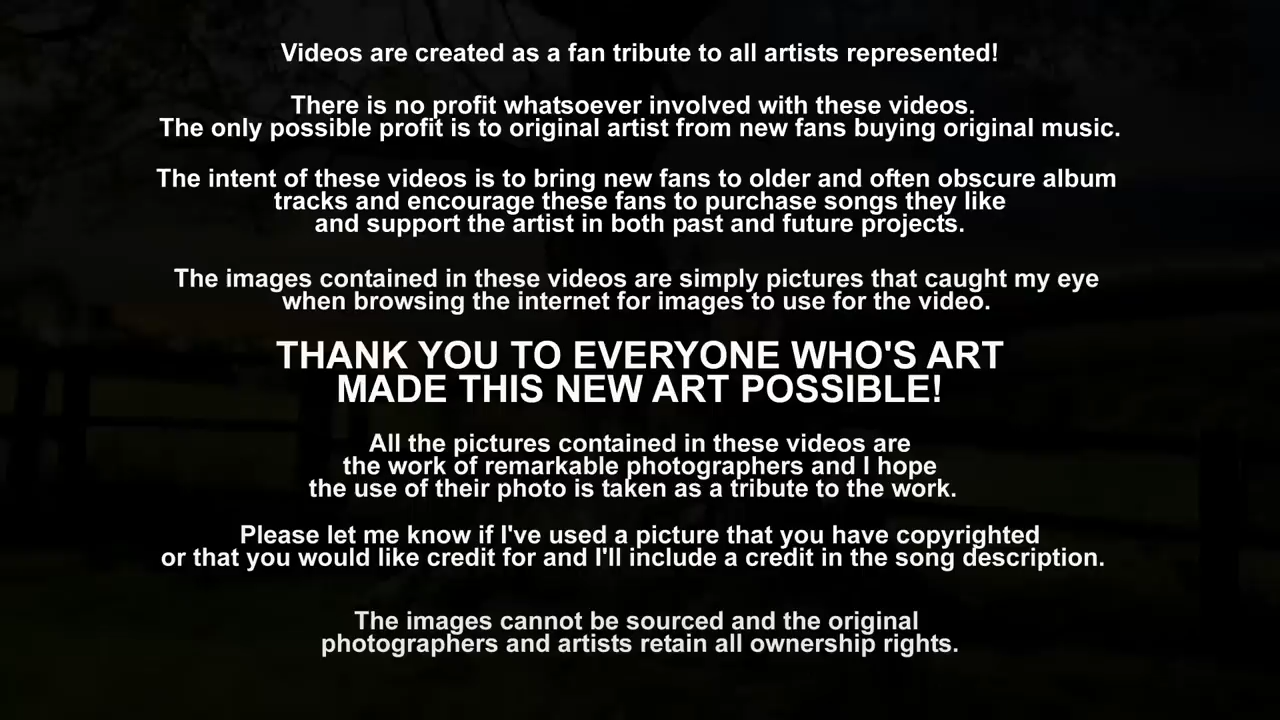 Videos are created as a fan tribute to all artists represented!
There is no profit whatsoever involved with these videos.
The only possible profit is to original artist from new fans buying original music.
The intent of these videos is to bring new fans to older and often obscure album
tracks and encourage these fans to purchase songs they like
and support the artist in both past and future projects.
The images contained in these videos are simply pictures that caught my eye
when browsing the internet for images to use for the video.
THANK YOU TO EVERYONE WHO'S ART
MADE THIS NEW ART POSSIBLE!
All the pictures contained in these videos are
the work of remarkable photographers and I hope
the use of their photo is taken as a tribute to the work.
Please let me know if I've used a picture that you have copyrighted
or that you would like credit for and I'll include a credit in the song description.
The images cannot be sourced and the original
photographers and artists retain all ownership rights.